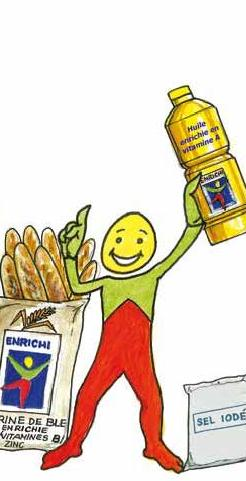 Huile
enrichie en
vitamine A
ENRICHI
ENRICHI
RINE DE BLE
ENRICHIE
VITAMINES B
ZINC
SEL IODÉ